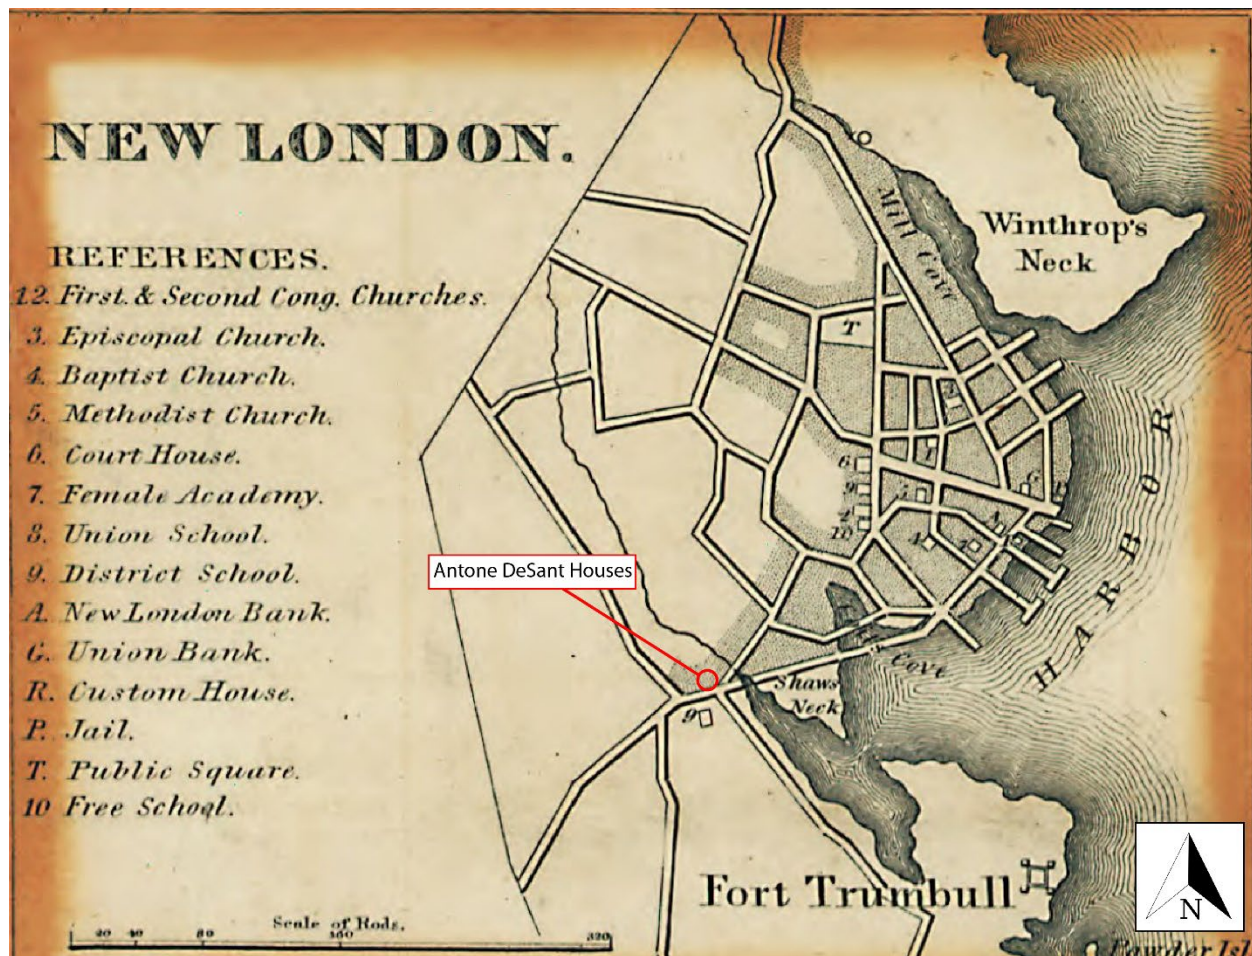 NEW LONDON.
REFERENCES.
12. First. & Second Cong. Churches.
3. Episcopal Church.
4. Baptist Church.
5. Methodist Church.
6. Court House.
7. Female Academy.
8. Union School.
9. District School.
A. New London Bank.
G. Union Bank.
R. Custom House.
P. Jail.
T. Public Square.
10 Free School.
Scale of Rods.
20 40 80 160 320
Antone DeSant Houses
Mill Cove
Winthrop's
Neck
T
6
9
10
9
Cove
Shaws
Neck
HARBOR
Fort Trumbull
N
Powder Isl